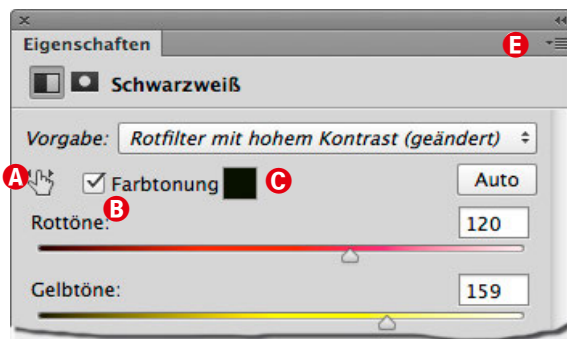 Eigenschaften E
Schwarzweiß
Vorgabe: Rotfilter mit hohem Kontrast (geändert)
A Farbtonung C Auto
B
Rottöne: 120
Gelbtöne: 159